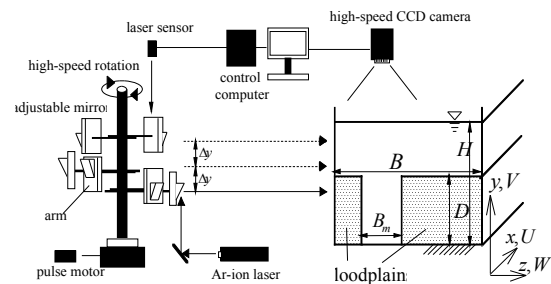 high-speed CCD camera
laser sensor
high-speed rotation
control
computer
adjustable mirror
Δy
Δy
B
H
D
B_m
y,V
x,U
z,W
arm
pulse motor
Ar-ion laser
loodplains